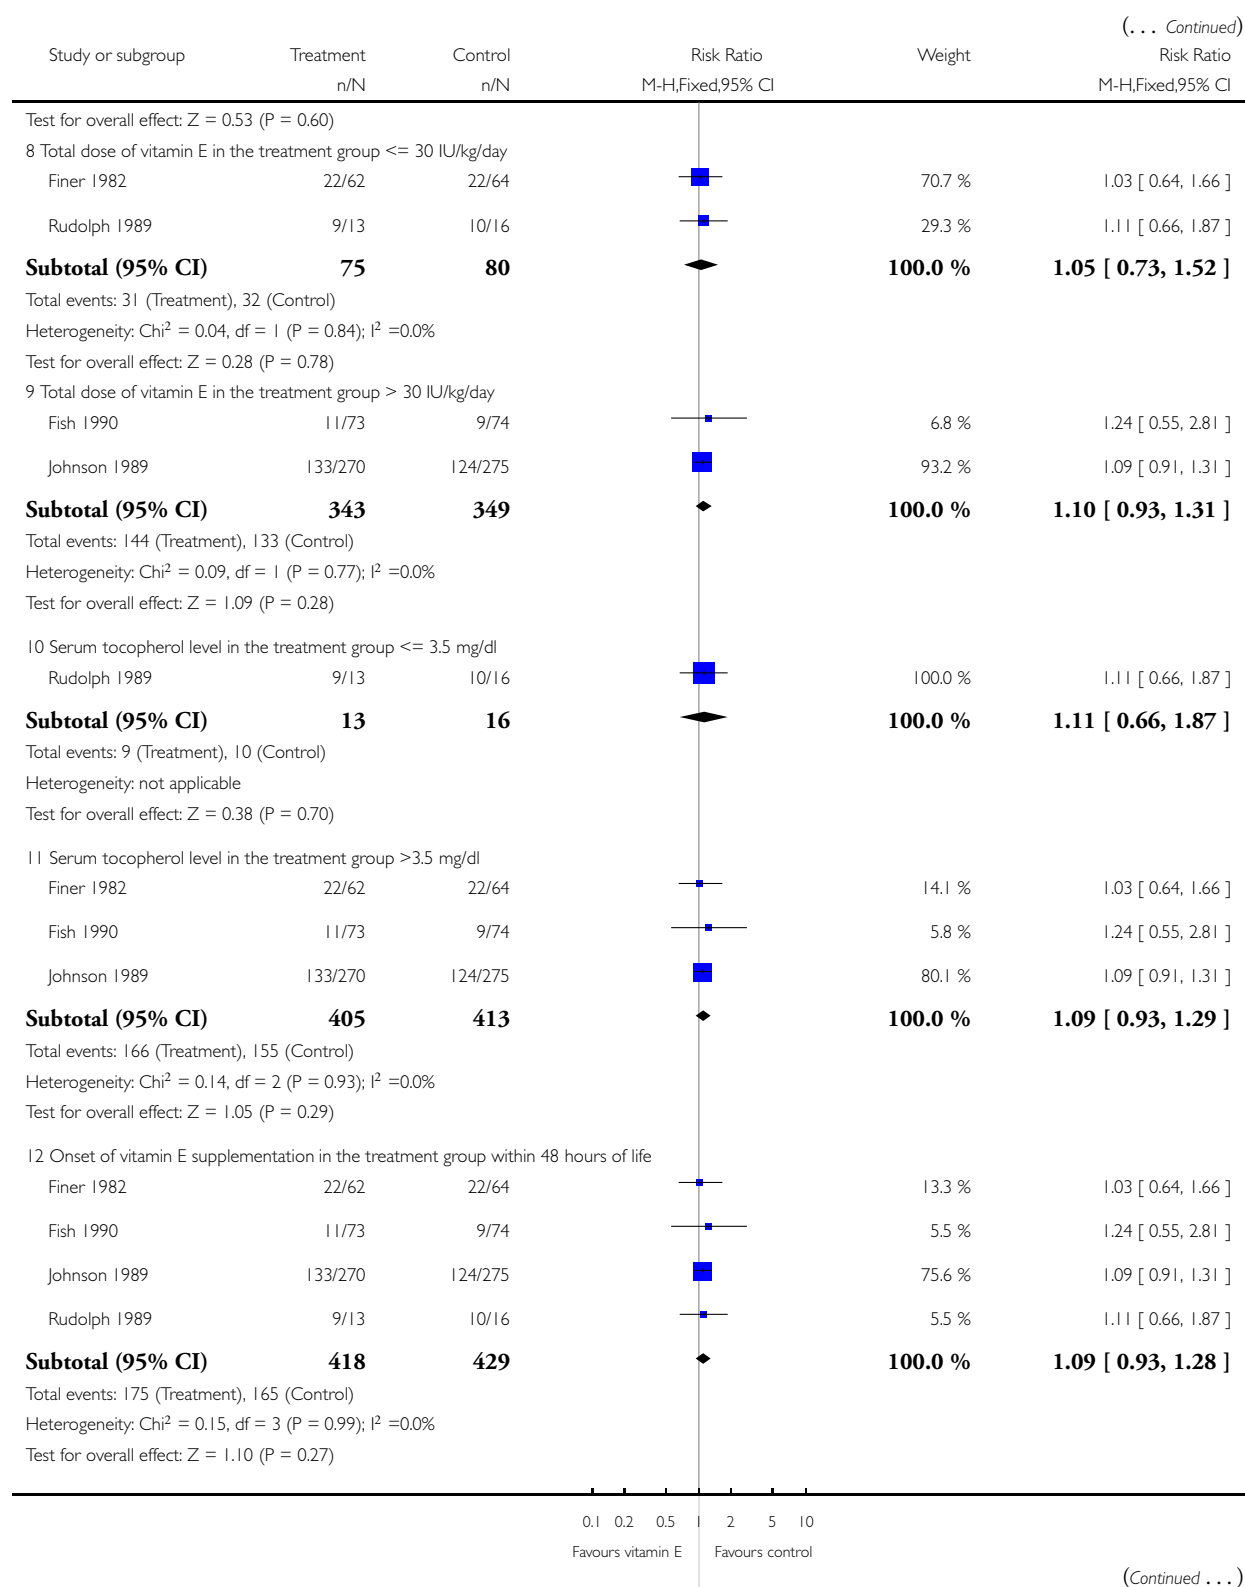 (... Continued)
Study or subgroup Treatment Control Risk Ratio Weight Risk Ratio
n/N n/N M-H,Fixed,95% CI M-H,Fixed,95% CI
Test for overall effect: Z = 0.53 (P = 0.60)
8 Total dose of vitamin E in the treatment group <= 30 IU/kg/day
Finer 1982 22/62 22/64 70.7 % 1.03 [ 0.64, 1.66 ]
Rudolph 1989 9/13 10/16 29.3 % 1.11 [ 0.66, 1.87 ]
Subtotal (95% CI) 75 80 100.0 % 1.05 [ 0.73, 1.52 ]
Total events: 31 (Treatment), 32 (Control)
Heterogeneity: Chi² = 0.04, df = 1 (P = 0.84); I² =0.0%
Test for overall effect: Z = 0.28 (P = 0.78)
9 Total dose of vitamin E in the treatment group > 30 IU/kg/day
Fish 1990 11/73 9/74 6.8 % 1.24 [ 0.55, 2.81 ]
Johnson 1989 133/270 124/275 93.2 % 1.09 [ 0.91, 1.31 ]
Subtotal (95% CI) 343 349 100.0 % 1.10 [ 0.93, 1.31 ]
Total events: 144 (Treatment), 133 (Control)
Heterogeneity: Chi² = 0.09, df = 1 (P = 0.77); I² =0.0%
Test for overall effect: Z = 1.09 (P = 0.28)
10 Serum tocopherol level in the treatment group <= 3.5 mg/dl
Rudolph 1989 9/13 10/16 100.0 % 1.11 [ 0.66, 1.87 ]
Subtotal (95% CI) 13 16 100.0 % 1.11 [ 0.66, 1.87 ]
Total events: 9 (Treatment), 10 (Control)
Heterogeneity: not applicable
Test for overall effect: Z = 0.38 (P = 0.70)
11 Serum tocopherol level in the treatment group >3.5 mg/dl
Finer 1982 22/62 22/64 14.1 % 1.03 [ 0.64, 1.66 ]
Fish 1990 11/73 9/74 5.8 % 1.24 [ 0.55, 2.81 ]
Johnson 1989 133/270 124/275 80.1 % 1.09 [ 0.91, 1.31 ]
Subtotal (95% CI) 405 413 100.0 % 1.09 [ 0.93, 1.29 ]
Total events: 166 (Treatment), 155 (Control)
Heterogeneity: Chi² = 0.14, df = 2 (P = 0.93); I² =0.0%
Test for overall effect: Z = 1.05 (P = 0.29)
12 Onset of vitamin E supplementation in the treatment group within 48 hours of life
Finer 1982 22/62 22/64 13.3 % 1.03 [ 0.64, 1.66 ]
Fish 1990 11/73 9/74 5.5 % 1.24 [ 0.55, 2.81 ]
Johnson 1989 133/270 124/275 75.6 % 1.09 [ 0.91, 1.31 ]
Rudolph 1989 9/13 10/16 5.5 % 1.11 [ 0.66, 1.87 ]
Subtotal (95% CI) 418 429 100.0 % 1.09 [ 0.93, 1.28 ]
Total events: 175 (Treatment), 165 (Control)
Heterogeneity: Chi² = 0.15, df = 3 (P = 0.99); I² =0.0%
Test for overall effect: Z = 1.10 (P = 0.27)
0.1 0.2 0.5 1 2 5 10
Favours vitamin E Favours control
(Continued ...)